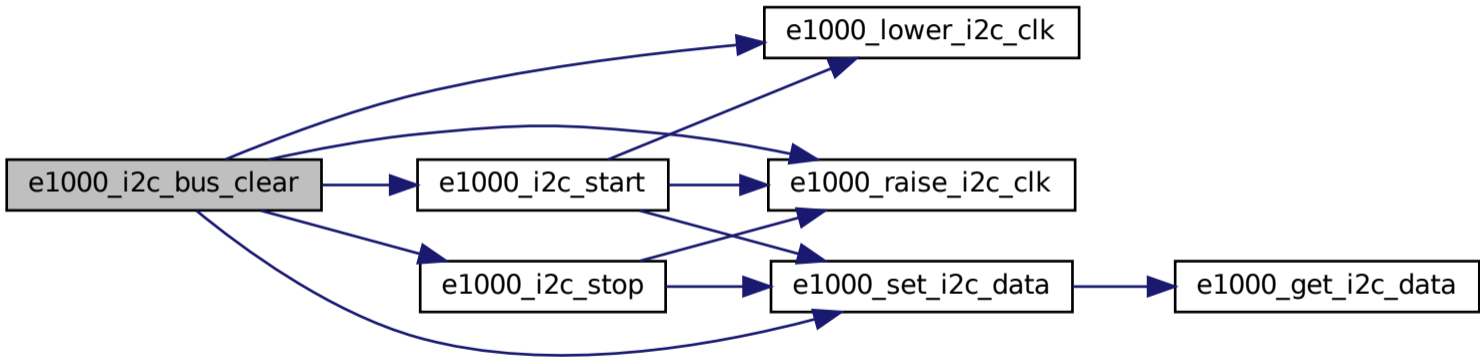 e1000_lower_i2c_clk
e1000_i2c_bus_clear
e1000_i2c_start
e1000_raise_i2c_clk
e1000_i2c_stop
e1000_set_i2c_data
e1000_get_i2c_data